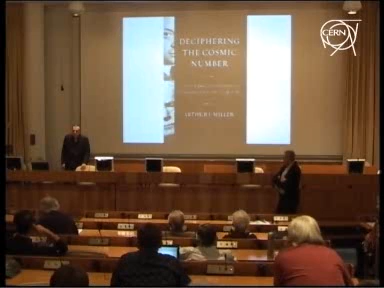 CERN
DECIPHERING
THE COSMIC
NUMBER
ARTHUR I. MILLER